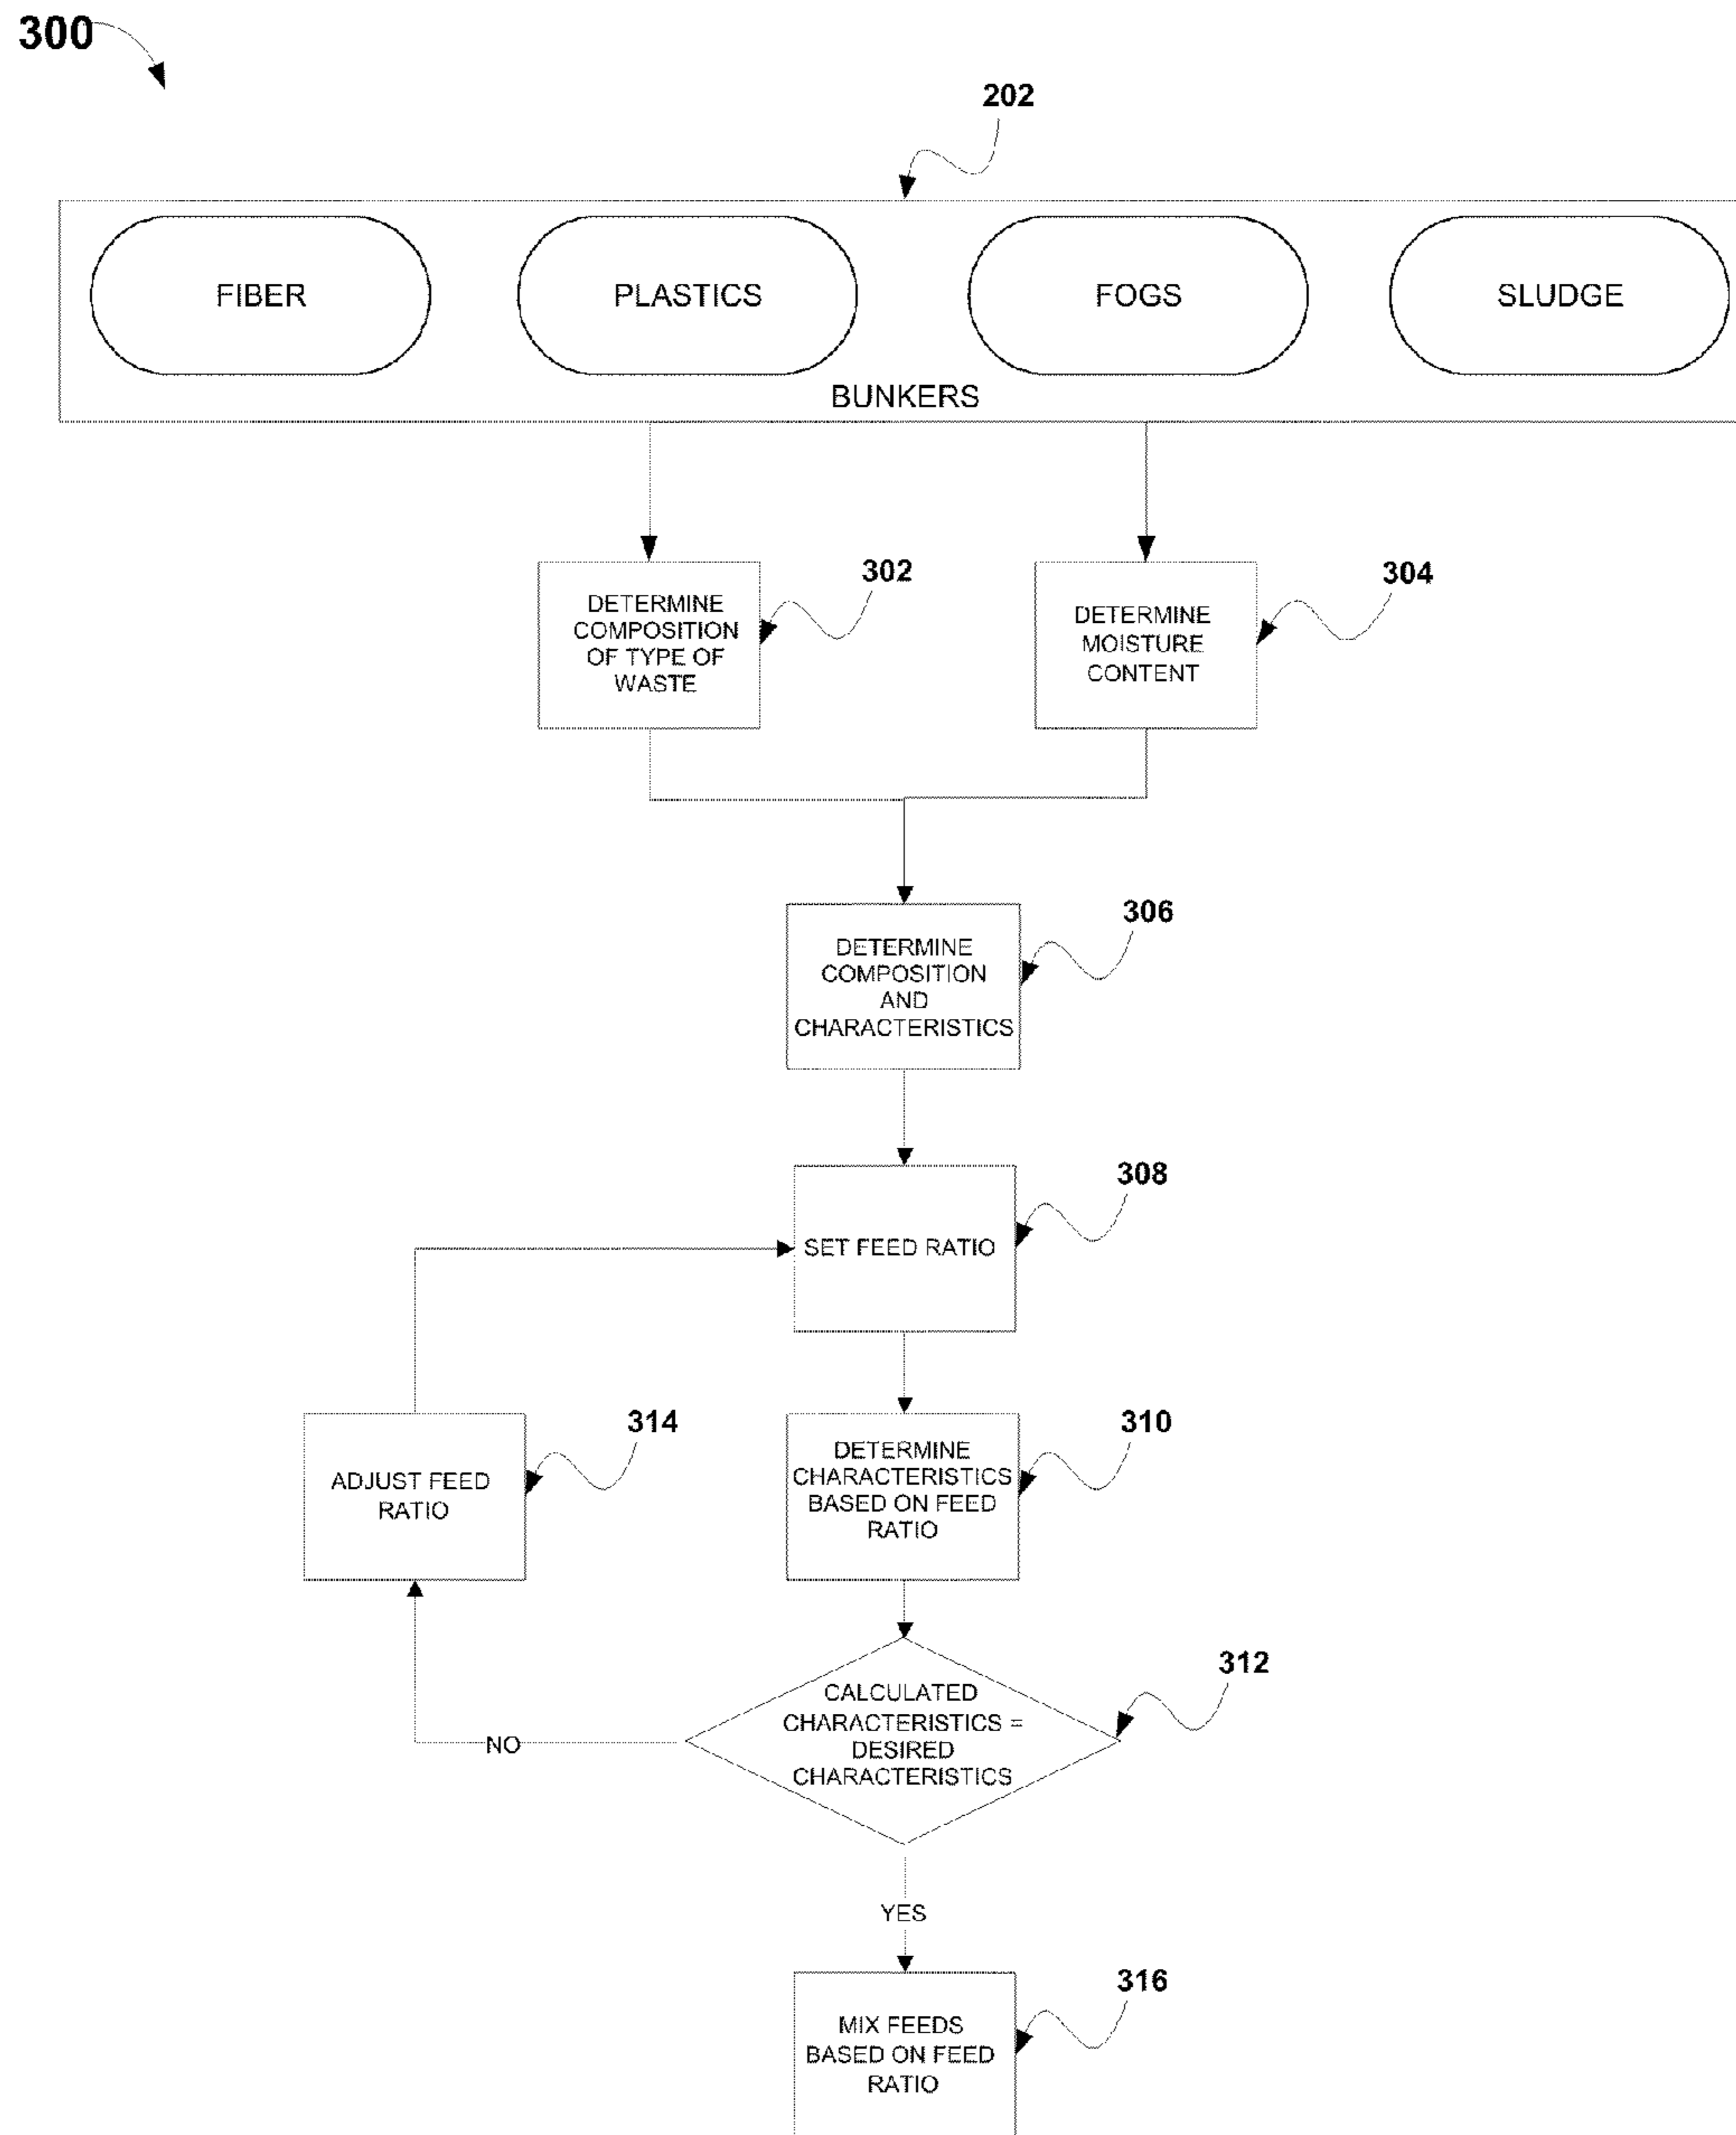 300
202
FIBER
PLASTICS
FOGS
SLUDGE
BUNKERS
DETERMINE
COMPOSITION
OF TYPE OF
WASTE
302
DETERMINE
MOISTURE
CONTENT
304
DETERMINE
COMPOSITION
AND
CHARACTERISTICS
306
SET FEED RATIO
308
ADJUST FEED
RATIO
314
DETERMINE
CHARACTERISTICS
BASED ON FEED
RATIO
310
CALCULATED
CHARACTERISTICS =
DESIRED
CHARACTERISTICS
312
NO
YES
MIX FEEDS
BASED ON FEED
RATIO
316